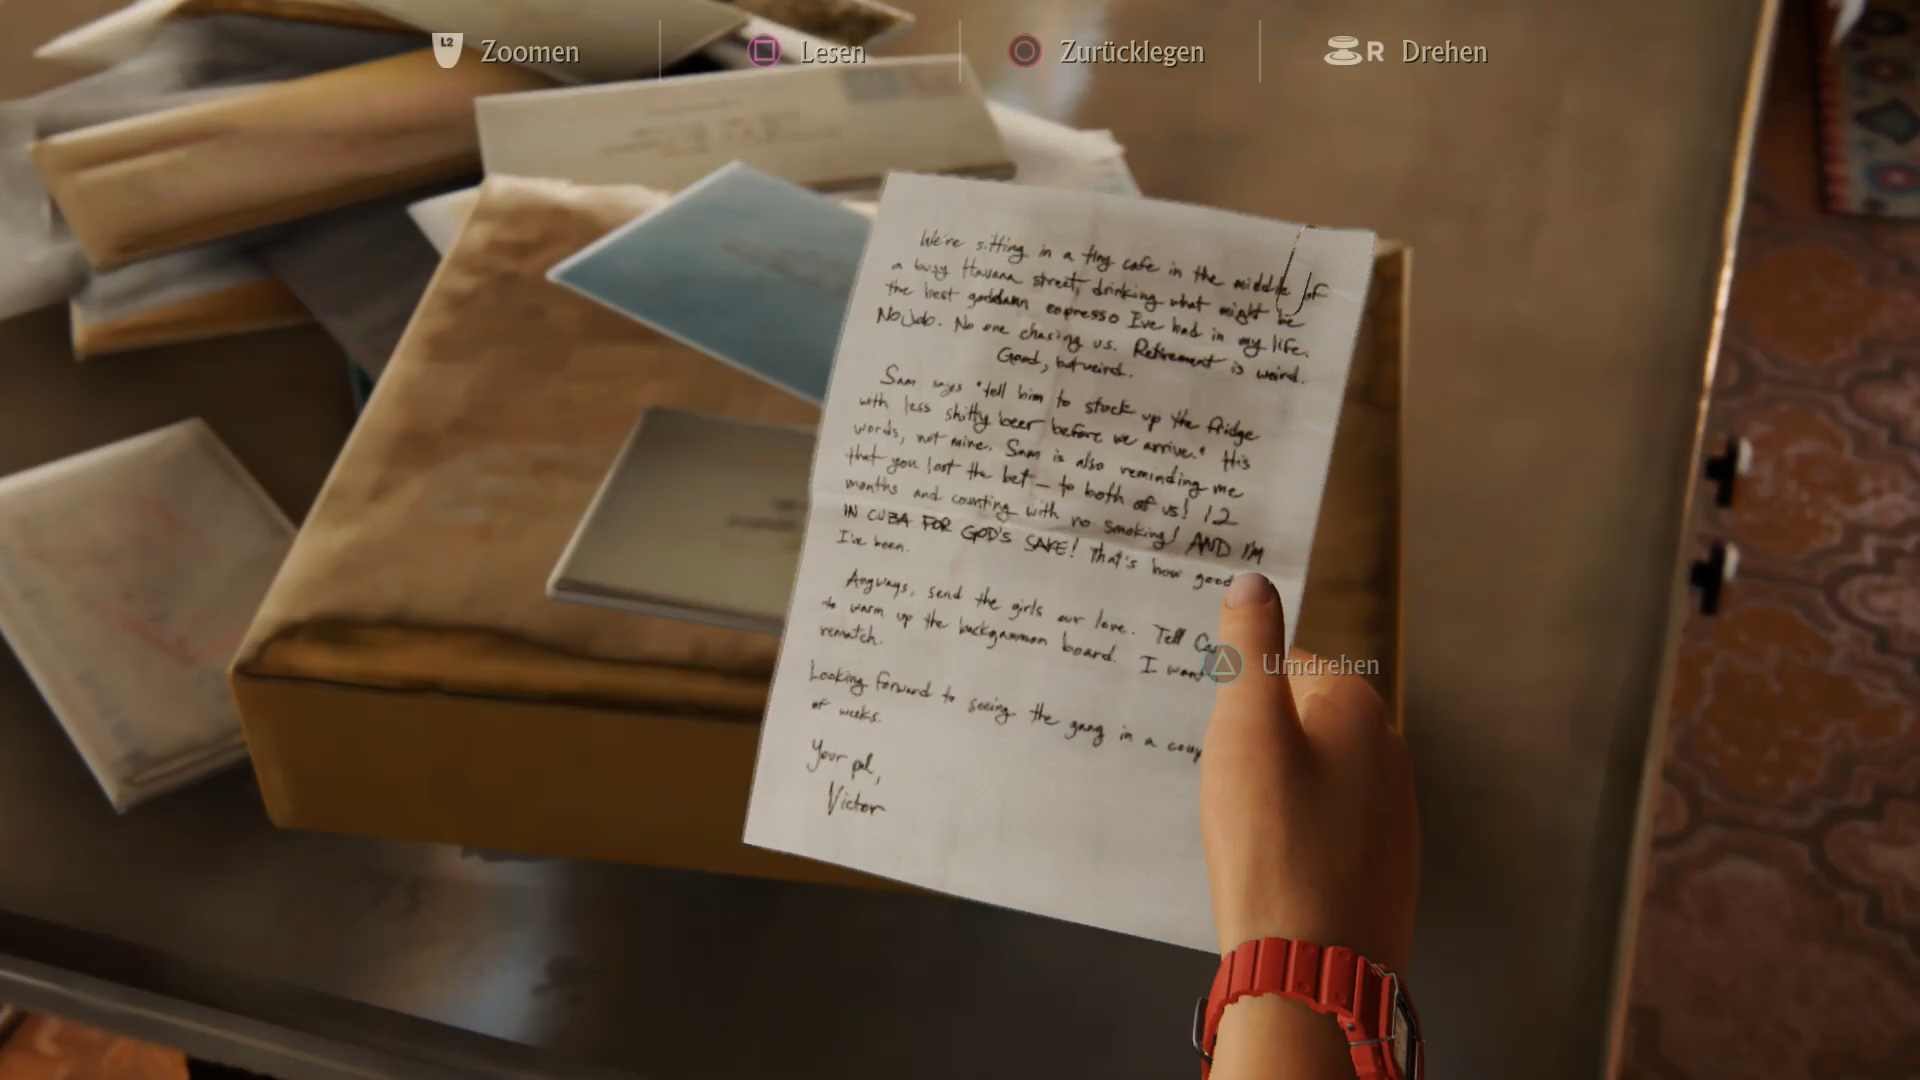 L2 Zoomen
Lesen
Zurücklegen
R Drehen
We're sitting in a tiny cafe in the middle of
a busy Havana street, drinking what might be
the best goddamn espresso I've had in my life.
No job. No one chasing us. Retirement is weird.
Good, but weird.
Sam says "tell him to stock up the fridge
with less shitty beer before we arrive." His
words, not mine. Sam is also reminding me
that you lost the bet — to both of us! 12
months and counting with no smoking! AND I'M
IN CUBA FOR GOD'S SAKE! That's how good
I've been.
Anyways, send the girls our love. Tell
to warm up the backgammon board. I want
rematch.
Umdrehen
Looking forward to seeing the gang in a
of weeks.
Your pal,
Victor